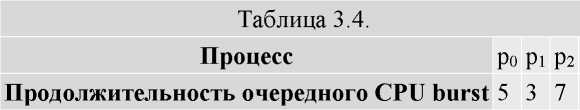 Таблица 3.4.
Процесс p₀ p₁ p₂
Продолжительность очередного CPU burst 5 3 7